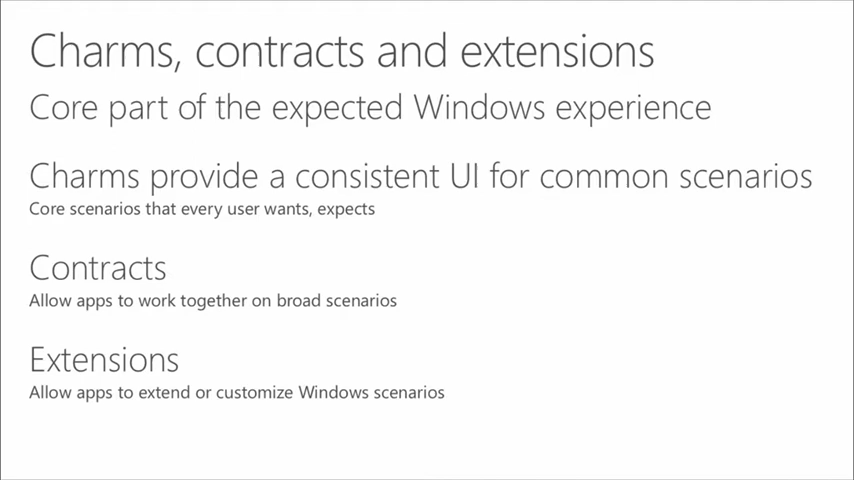 Charms, contracts and extensions
Core part of the expected Windows experience
Charms provide a consistent UI for common scenarios
Core scenarios that every user wants, expects
Contracts
Allow apps to work together on broad scenarios
Extensions
Allow apps to extend or customize Windows scenarios